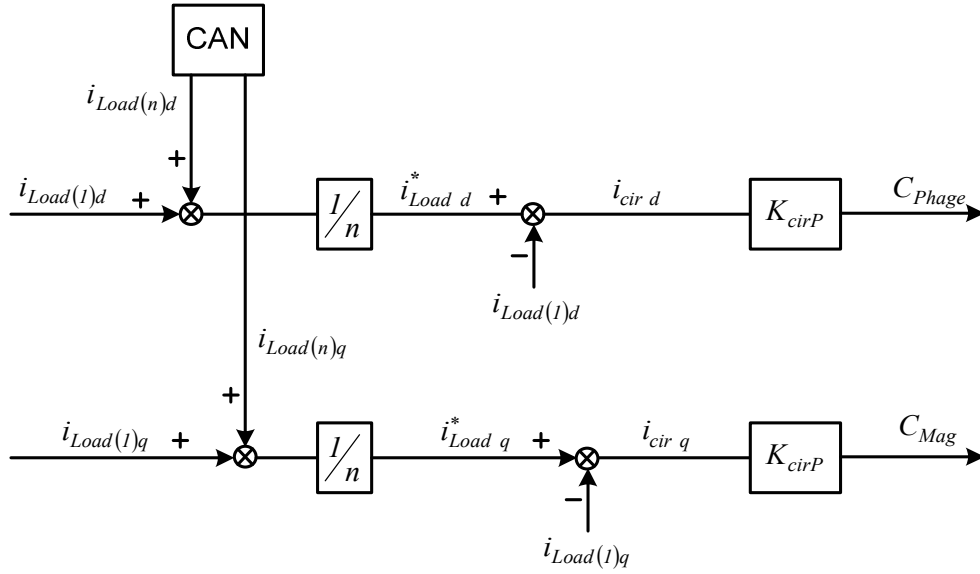 CAN
i_Load(n)d
+
i_Load(1)d
+
1/n
i*_Load d
+
i_cir d
K_cirP
C_Phage
−
i_Load(1)d
i_Load(n)q
+
i_Load(1)q
+
1/n
i*_Load q
+
i_cir q
K_cirP
C_Mag
−
i_Load(1)q